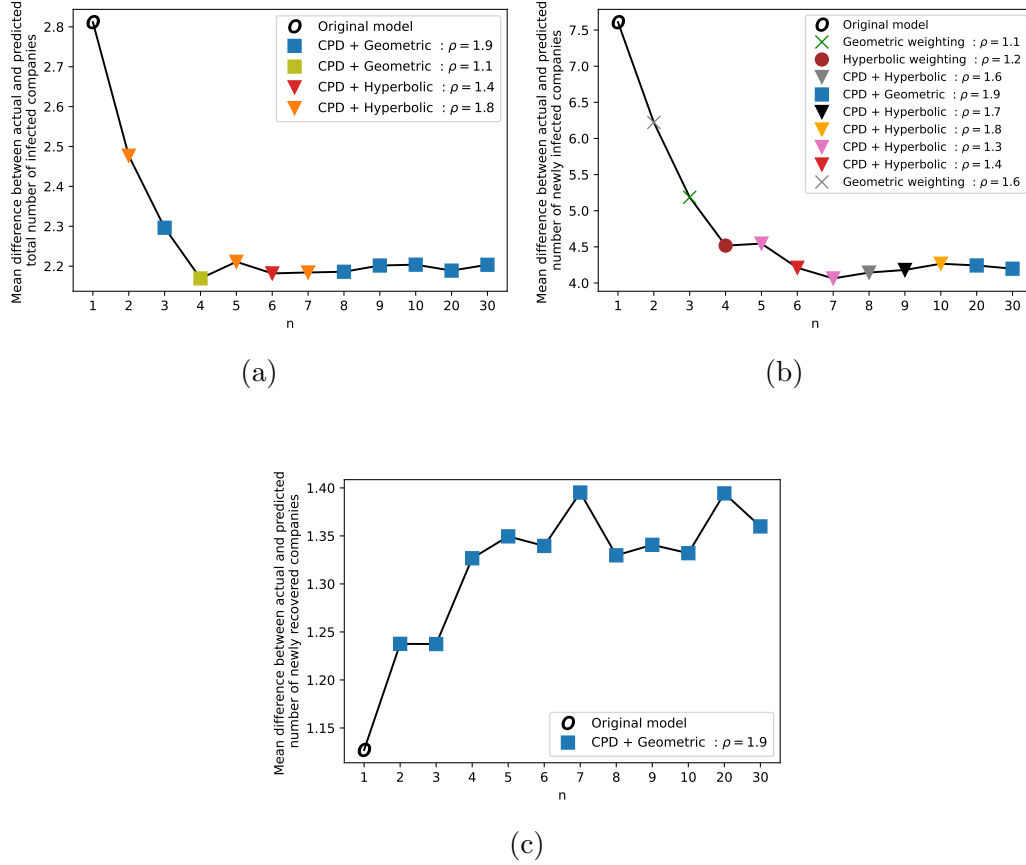 Mean difference between actual and predicted
total number of infected companies
2.8
2.7
2.6
2.5
2.4
2.3
2.2
O Original model
CPD + Geometric : ρ = 1.9
CPD + Geometric : ρ = 1.1
CPD + Hyperbolic : ρ = 1.4
CPD + Hyperbolic : ρ = 1.8
O
1 2 3 4 5 6 7 8 9 10 20 30
n
(a)
Mean difference between actual and predicted
number of newly infected companies
7.5
7.0
6.5
6.0
5.5
5.0
4.5
4.0
O Original model
Geometric weighting : ρ = 1.1
Hyperbolic weighting : ρ = 1.2
CPD + Hyperbolic : ρ = 1.6
CPD + Geometric : ρ = 1.9
CPD + Hyperbolic : ρ = 1.7
CPD + Hyperbolic : ρ = 1.8
CPD + Hyperbolic : ρ = 1.3
CPD + Hyperbolic : ρ = 1.4
Geometric weighting : ρ = 1.6
O
1 2 3 4 5 6 7 8 9 10 20 30
n
(b)
Mean difference between actual and predicted
number of newly recovered companies
1.40
1.35
1.30
1.25
1.20
1.15
O
O Original model
CPD + Geometric : ρ = 1.9
1 2 3 4 5 6 7 8 9 10 20 30
n
(c)